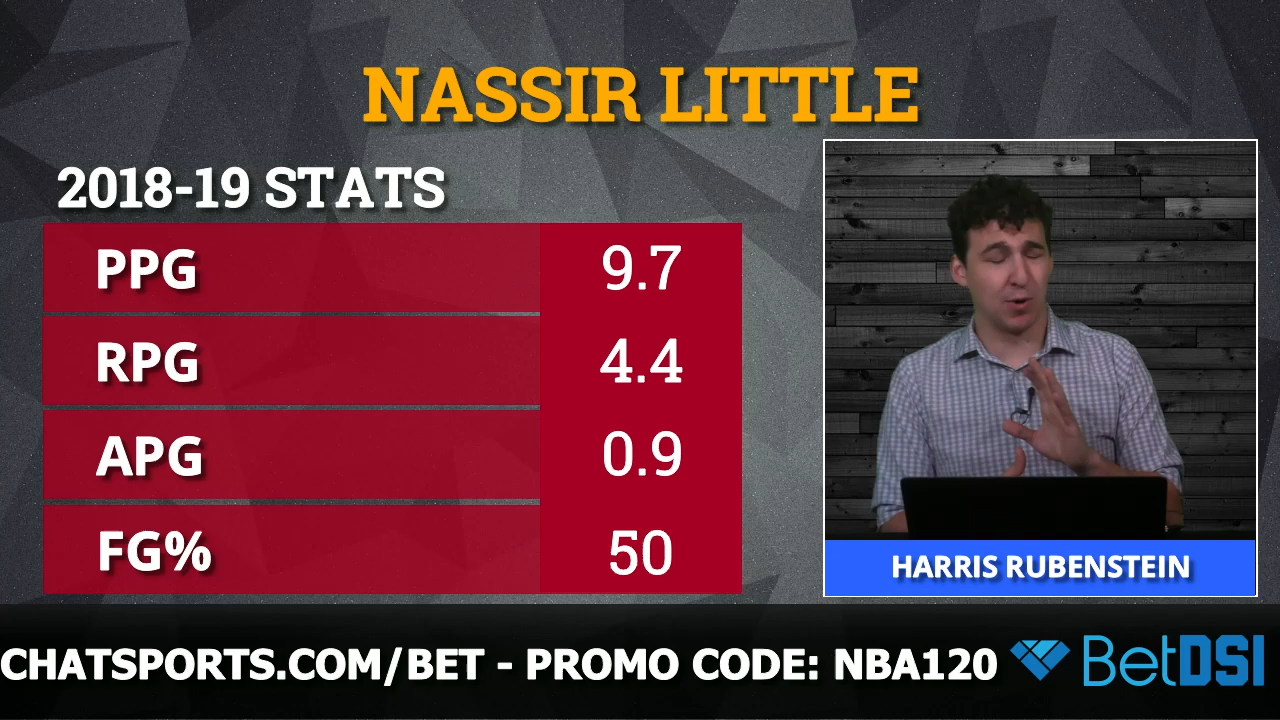 NASSIR LITTLE
2018-19 STATS
PPG 9.7
RPG 4.4
APG 0.9
FG% 50
HARRIS RUBENSTEIN
CHATSPORTS.COM/BET - PROMO CODE: NBA120 BetDSI